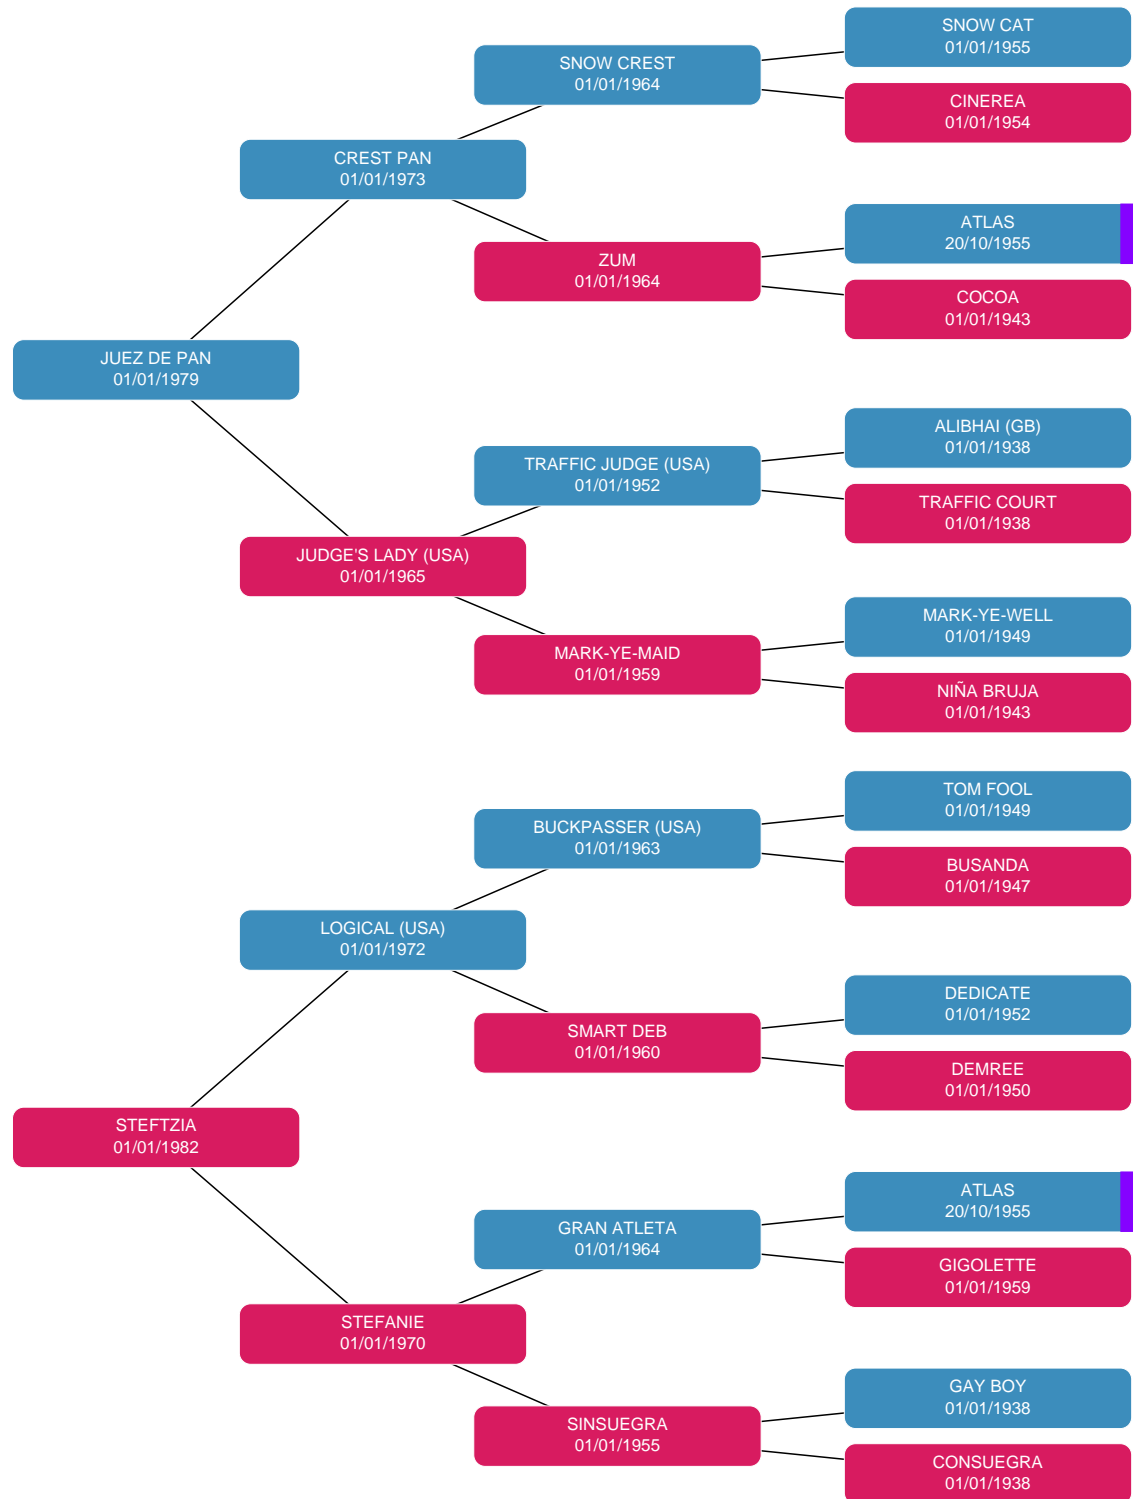 SNOW CAT
01/01/1955
SNOW CREST
01/01/1964
CINEREA
01/01/1954
CREST PAN
01/01/1973
ATLAS
20/10/1955
ZUM
01/01/1964
COCOA
01/01/1943
JUEZ DE PAN
01/01/1979
ALIBHAI (GB)
01/01/1938
TRAFFIC JUDGE (USA)
01/01/1952
TRAFFIC COURT
01/01/1938
JUDGE'S LADY (USA)
01/01/1965
MARK-YE-WELL
01/01/1949
MARK-YE-MAID
01/01/1959
NIÑA BRUJA
01/01/1943
TOM FOOL
01/01/1949
BUCKPASSER (USA)
01/01/1963
BUSANDA
01/01/1947
LOGICAL (USA)
01/01/1972
DEDICATE
01/01/1952
SMART DEB
01/01/1960
DEMREE
01/01/1950
STEFTZIA
01/01/1982
ATLAS
20/10/1955
GRAN ATLETA
01/01/1964
GIGOLETTE
01/01/1959
STEFANIE
01/01/1970
GAY BOY
01/01/1938
SINSUEGRA
01/01/1955
CONSUEGRA
01/01/1938